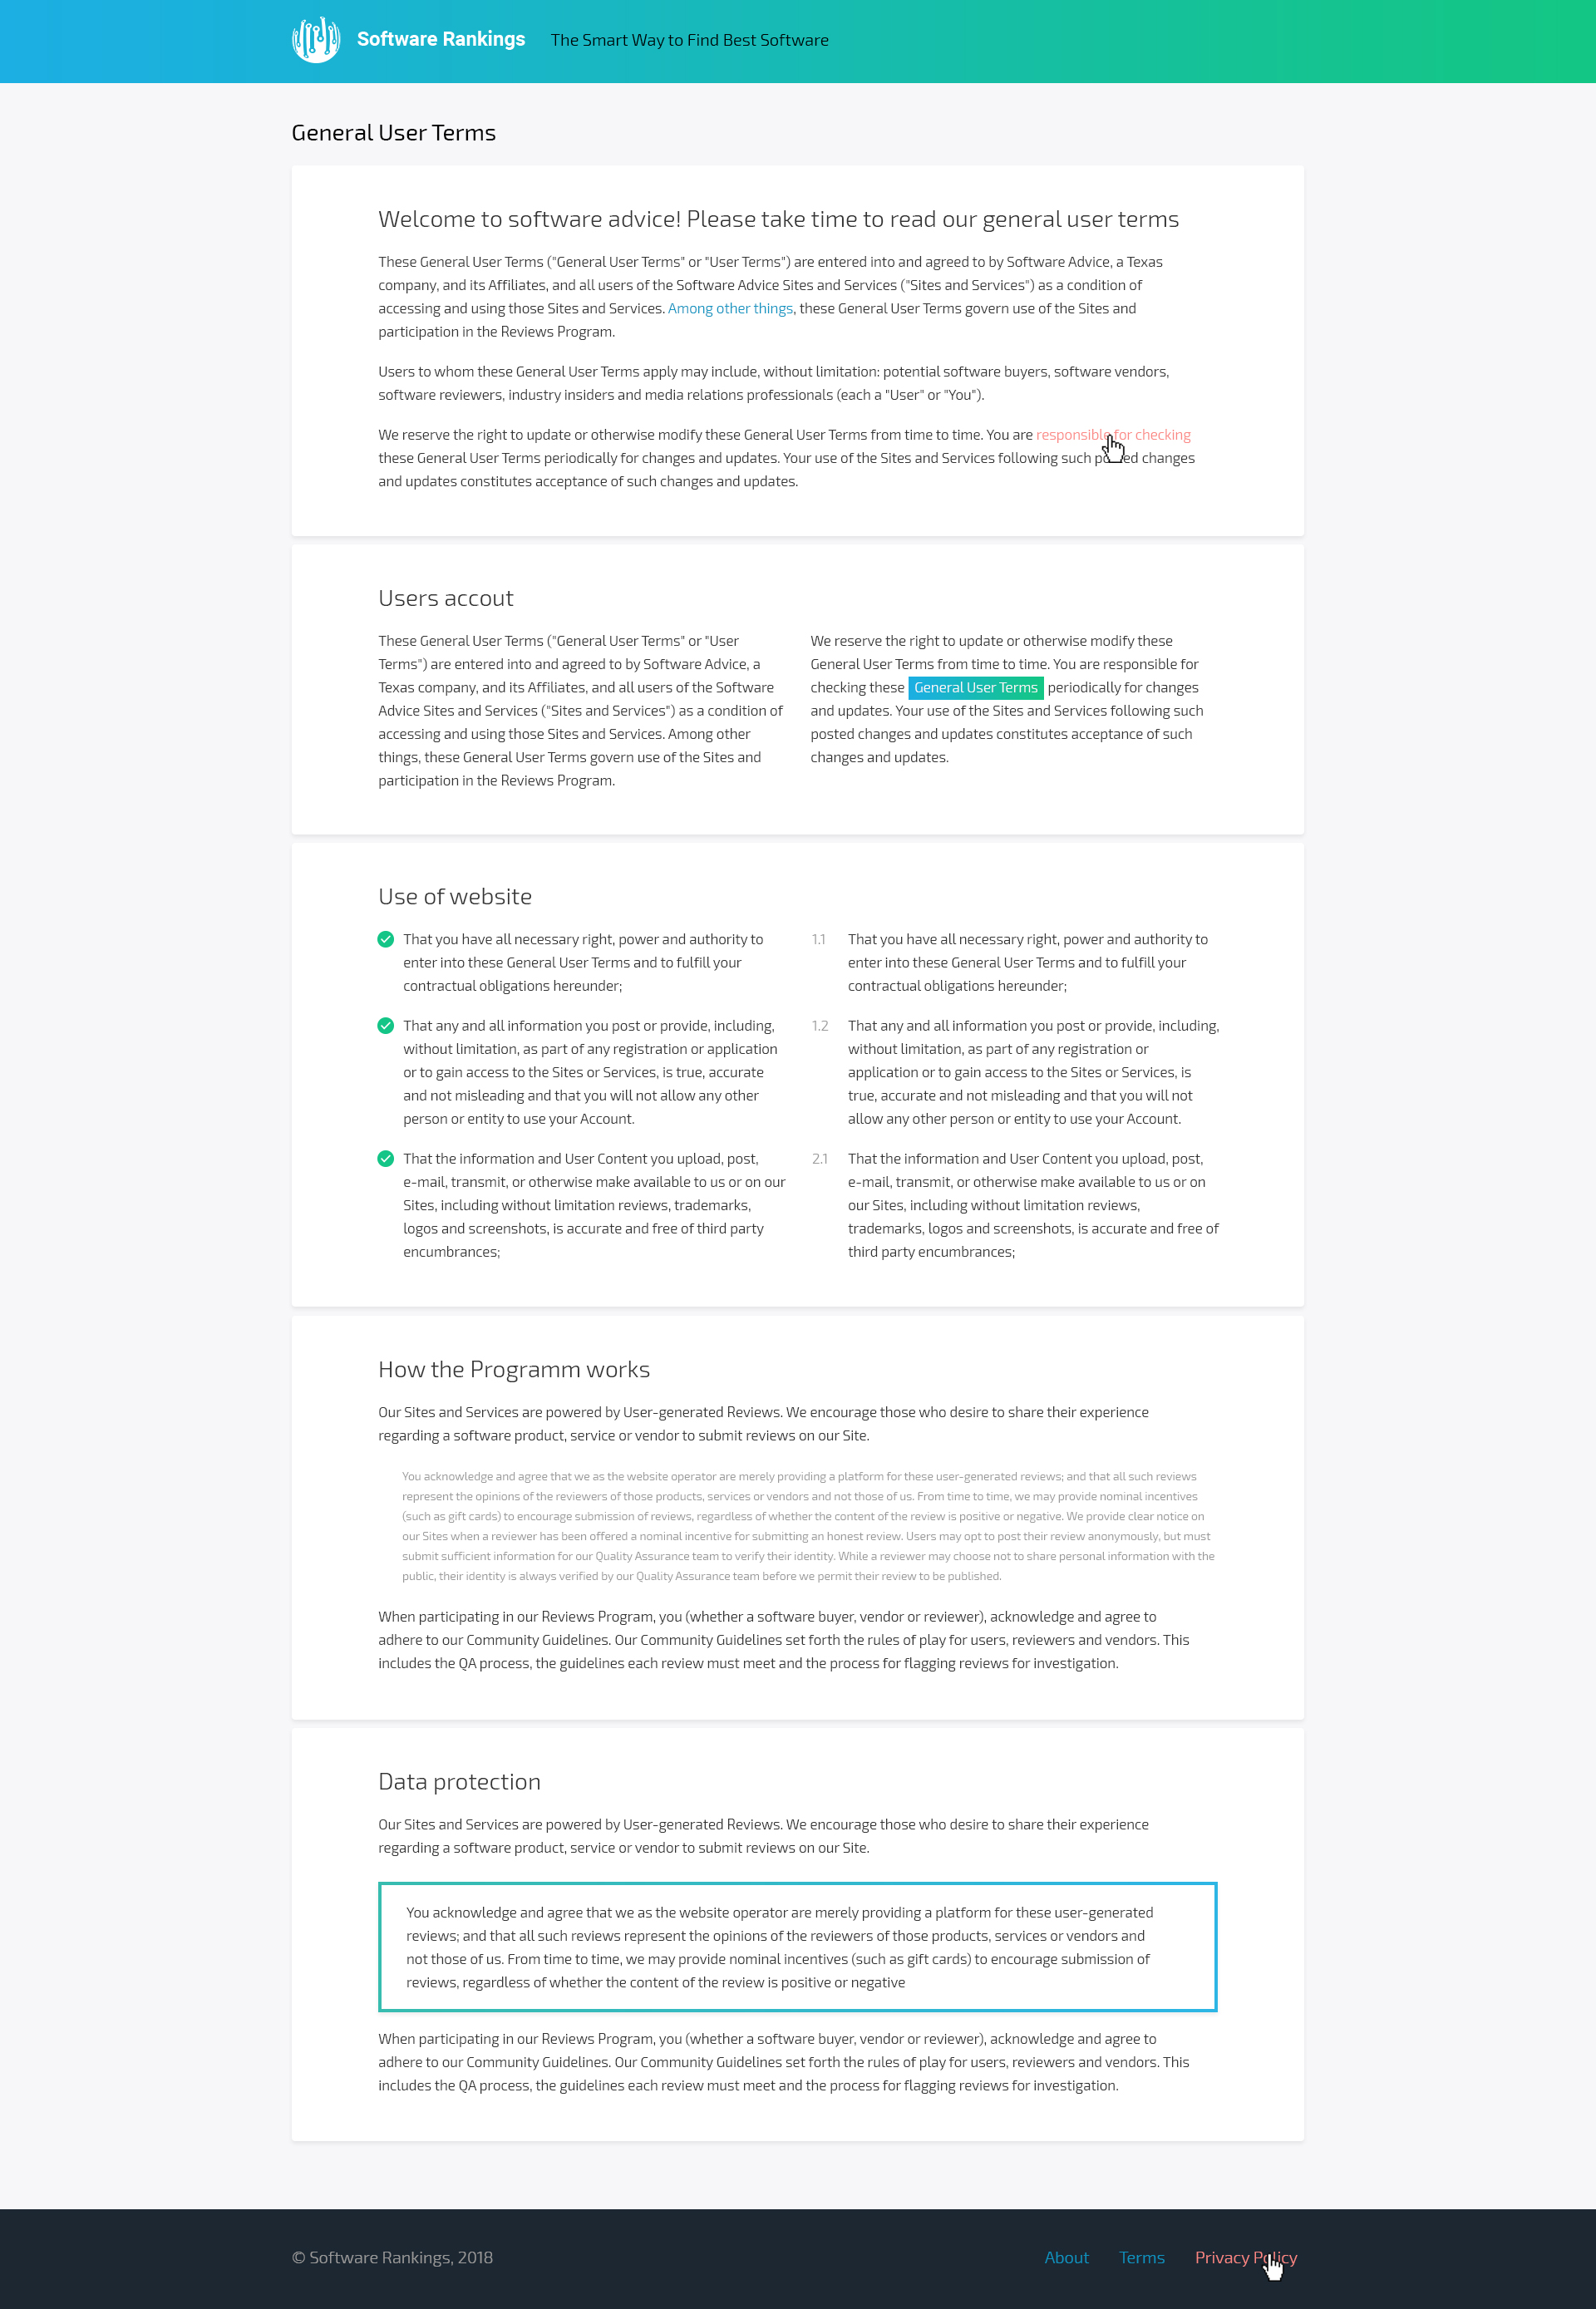 Software Rankings
The Smart Way to Find Best Software
General User Terms
Welcome to software advice! Please take time to read our general user terms
These General User Terms ("General User Terms" or "User Terms") are entered into and agreed to by Software Advice, a Texas
company, and its Affiliates, and all users of the Software Advice Sites and Services ("Sites and Services") as a condition of
accessing and using those Sites and Services. Among other things, these General User Terms govern use of the Sites and
participation in the Reviews Program.
Users to whom these General User Terms apply may include, without limitation: potential software buyers, software vendors,
software reviewers, industry insiders and media relations professionals (each a "User" or "You").
We reserve the right to update or otherwise modify these General User Terms from time to time. You are responsible for checking
these General User Terms periodically for changes and updates. Your use of the Sites and Services following such posted changes
and updates constitutes acceptance of such changes and updates.
Users accout
These General User Terms ("General User Terms" or "User
Terms") are entered into and agreed to by Software Advice, a
Texas company, and its Affiliates, and all users of the Software
Advice Sites and Services ("Sites and Services") as a condition of
accessing and using those Sites and Services. Among other
things, these General User Terms govern use of the Sites and
participation in the Reviews Program.
We reserve the right to update or otherwise modify these
General User Terms from time to time. You are responsible for
checking these General User Terms periodically for changes
and updates. Your use of the Sites and Services following such
posted changes and updates constitutes acceptance of such
changes and updates.
Use of website
That you have all necessary right, power and authority to
enter into these General User Terms and to fulfill your
contractual obligations hereunder;
That any and all information you post or provide, including,
without limitation, as part of any registration or application
or to gain access to the Sites or Services, is true, accurate
and not misleading and that you will not allow any other
person or entity to use your Account.
That the information and User Content you upload, post,
e-mail, transmit, or otherwise make available to us or on our
Sites, including without limitation reviews, trademarks,
logos and screenshots, is accurate and free of third party
encumbrances;
1.1 That you have all necessary right, power and authority to
enter into these General User Terms and to fulfill your
contractual obligations hereunder;
1.2 That any and all information you post or provide, including,
without limitation, as part of any registration or
application or to gain access to the Sites or Services, is
true, accurate and not misleading and that you will not
allow any other person or entity to use your Account.
2.1 That the information and User Content you upload, post,
e-mail, transmit, or otherwise make available to us or on
our Sites, including without limitation reviews,
trademarks, logos and screenshots, is accurate and free of
third party encumbrances;
How the Programm works
Our Sites and Services are powered by User-generated Reviews. We encourage those who desire to share their experience
regarding a software product, service or vendor to submit reviews on our Site.
You acknowledge and agree that we as the website operator are merely providing a platform for these user-generated reviews; and that all such reviews
represent the opinions of the reviewers of those products, services or vendors and not those of us. From time to time, we may provide nominal incentives
(such as gift cards) to encourage submission of reviews, regardless of whether the content of the review is positive or negative. We provide clear notice on
our Sites when a reviewer has been offered a nominal incentive for submitting an honest review. Users may opt to post their review anonymously, but must
submit sufficient information for our Quality Assurance team to verify their identity. While a reviewer may choose not to share personal information with the
public, their identity is always verified by our Quality Assurance team before we permit their review to be published.
When participating in our Reviews Program, you (whether a software buyer, vendor or reviewer), acknowledge and agree to
adhere to our Community Guidelines. Our Community Guidelines set forth the rules of play for users, reviewers and vendors. This
includes the QA process, the guidelines each review must meet and the process for flagging reviews for investigation.
Data protection
Our Sites and Services are powered by User-generated Reviews. We encourage those who desire to share their experience
regarding a software product, service or vendor to submit reviews on our Site.
You acknowledge and agree that we as the website operator are merely providing a platform for these user-generated
reviews; and that all such reviews represent the opinions of the reviewers of those products, services or vendors and
not those of us. From time to time, we may provide nominal incentives (such as gift cards) to encourage submission of
reviews, regardless of whether the content of the review is positive or negative
When participating in our Reviews Program, you (whether a software buyer, vendor or reviewer), acknowledge and agree to
adhere to our Community Guidelines. Our Community Guidelines set forth the rules of play for users, reviewers and vendors. This
includes the QA process, the guidelines each review must meet and the process for flagging reviews for investigation.
© Software Rankings, 2018
About
Terms
Privacy Policy